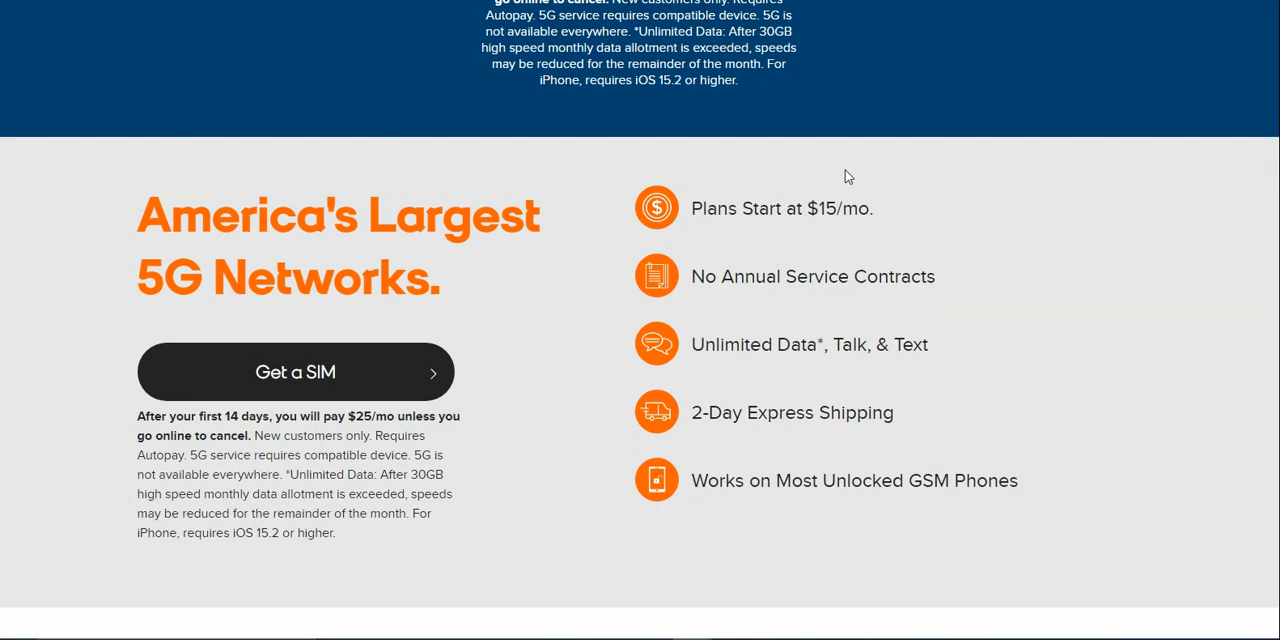 go online to cancel. New customers only. Requires
Autopay. 5G service requires compatible device. 5G is
not available everywhere. *Unlimited Data: After 30GB
high speed monthly data allotment is exceeded, speeds
may be reduced for the remainder of the month. For
iPhone, requires iOS 15.2 or higher.
America's Largest
5G Networks.
Get a SIM
After your first 14 days, you will pay $25/mo unless you
go online to cancel. New customers only. Requires
Autopay. 5G service requires compatible device. 5G is
not available everywhere. *Unlimited Data: After 30GB
high speed monthly data allotment is exceeded, speeds
may be reduced for the remainder of the month. For
iPhone, requires iOS 15.2 or higher.
Plans Start at $15/mo.
No Annual Service Contracts
Unlimited Data*, Talk, & Text
2-Day Express Shipping
Works on Most Unlocked GSM Phones